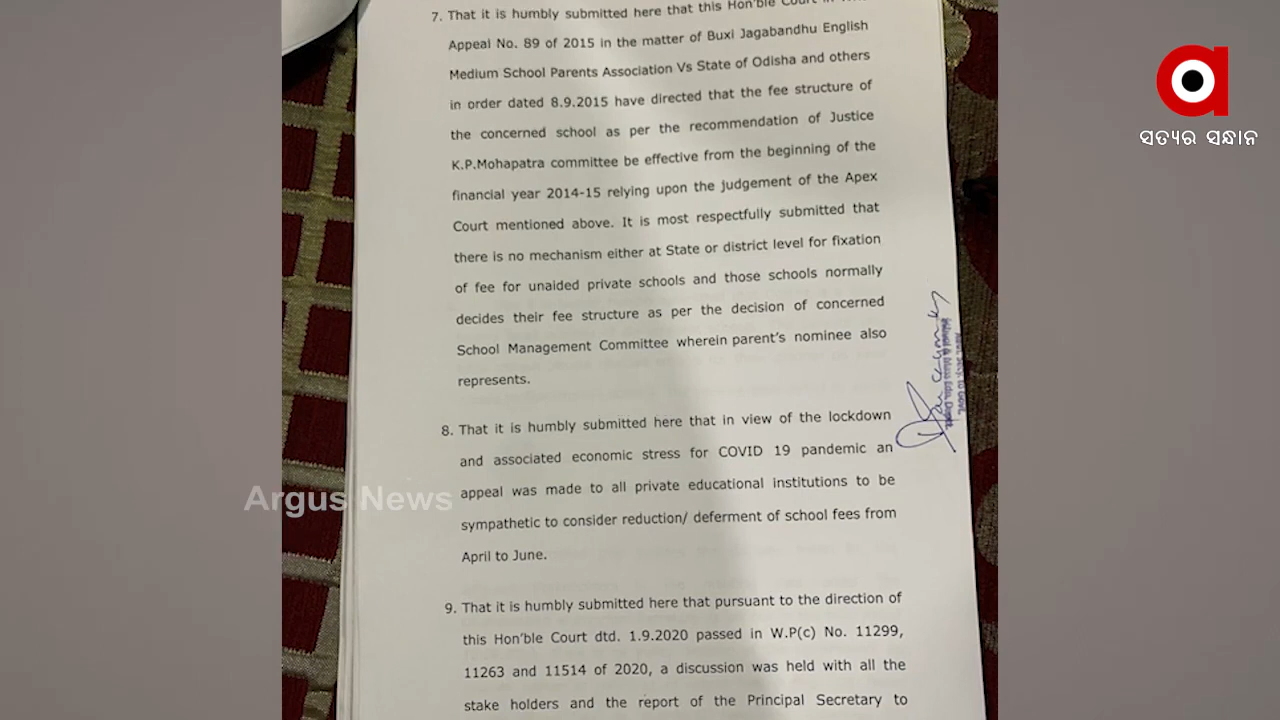 7. That it is humbly submitted here that this Hon'ble Court in
Appeal No. 89 of 2015 in the matter of Buxi Jagabandhu English
Medium School Parents Association Vs State of Odisha and others
in order dated 8.9.2015 have directed that the fee structure of
the concerned school as per the recommendation of Justice
K.P.Mohapatra committee be effective from the beginning of the
financial year 2014-15 relying upon the judgement of the Apex
Court mentioned above. It is most respectfully submitted that
there is no mechanism either at State or district level for fixation
of fee for unaided private schools and those schools normally
decides their fee structure as per the decision of concerned
School Management Committee wherein parent's nominee also
represents.
8. That it is humbly submitted here that in view of the lockdown
and associated economic stress for COVID 19 pandemic an
appeal was made to all private educational institutions to be
sympathetic to consider reduction/ deferment of school fees from
April to June.
9. That it is humbly submitted here that pursuant to the direction of
this Hon'ble Court dtd. 1.9.2020 passed in W.P(c) No. 11299,
11263 and 11514 of 2020, a discussion was held with all the
stake holders and the report of the Principal Secretary to
Argus News
ସତ୍ୟର ସନ୍ଧାନ